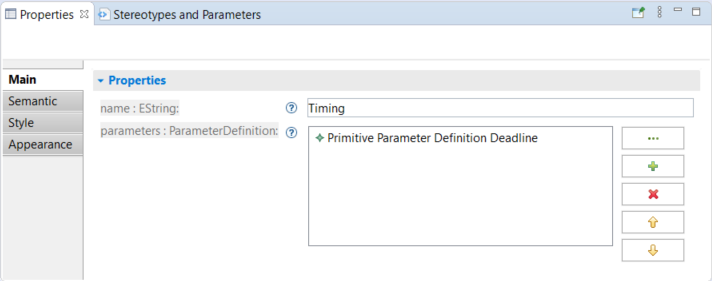 Properties Stereotypes and Parameters
Main
Properties
Semantic
name : EString: Timing
Style
parameters : ParameterDefinition: Primitive Parameter Definition Deadline
Appearance